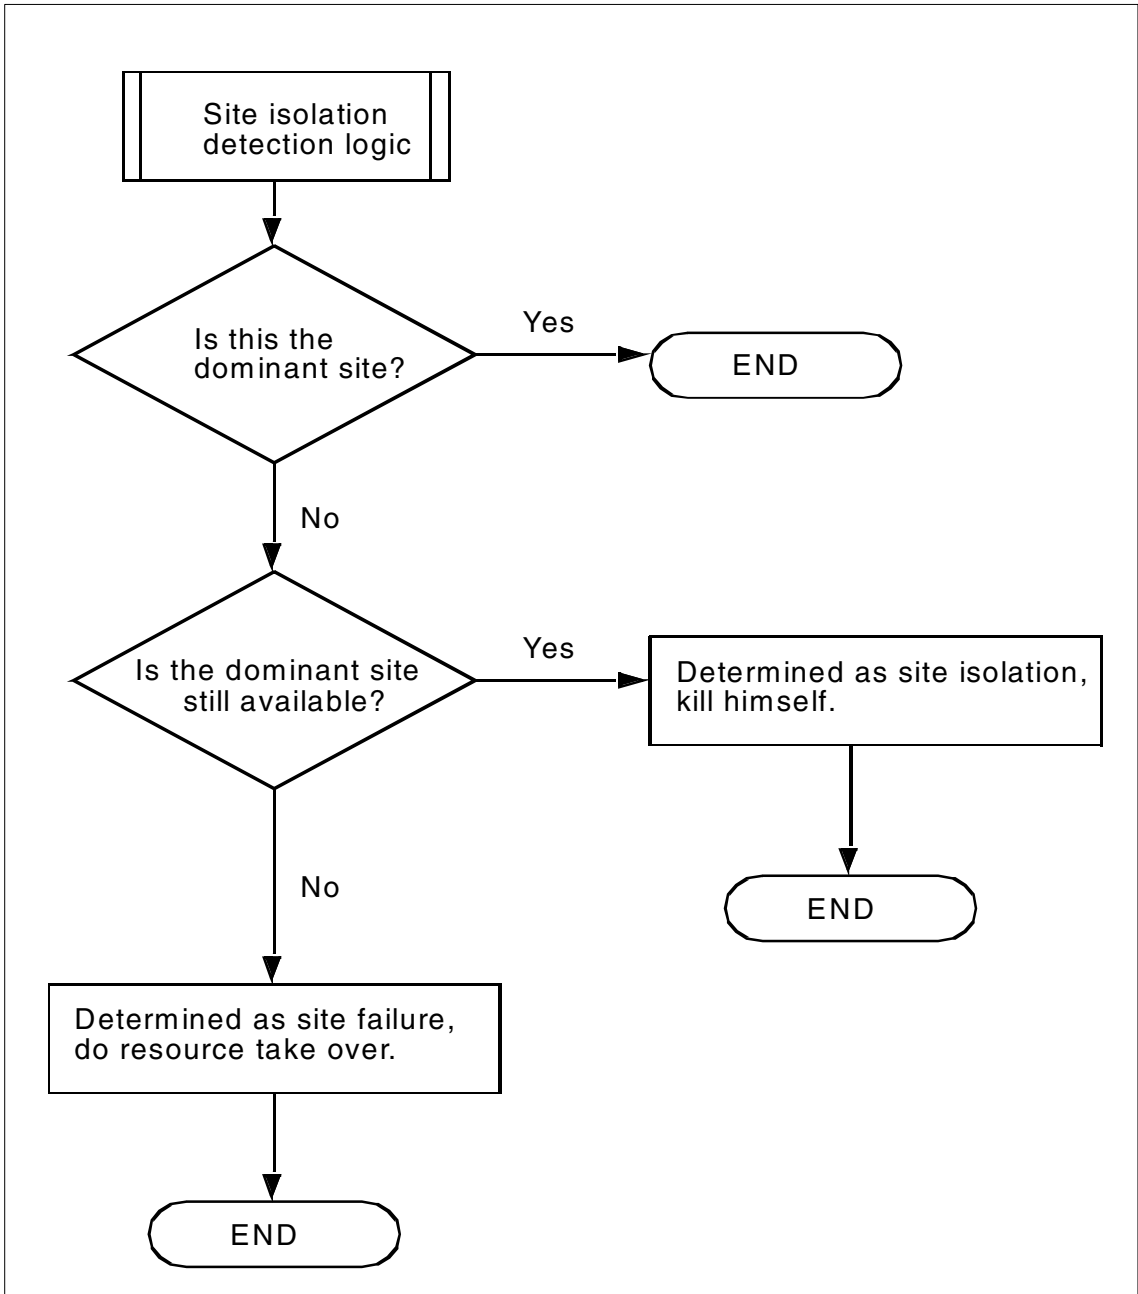 Site isolation
detection logic
Is this the
dominant site?
Yes
END
No
Is the dominant site
still available?
Yes
Determined as site isolation,
kill himself.
END
No
Determined as site failure,
do resource take over.
END